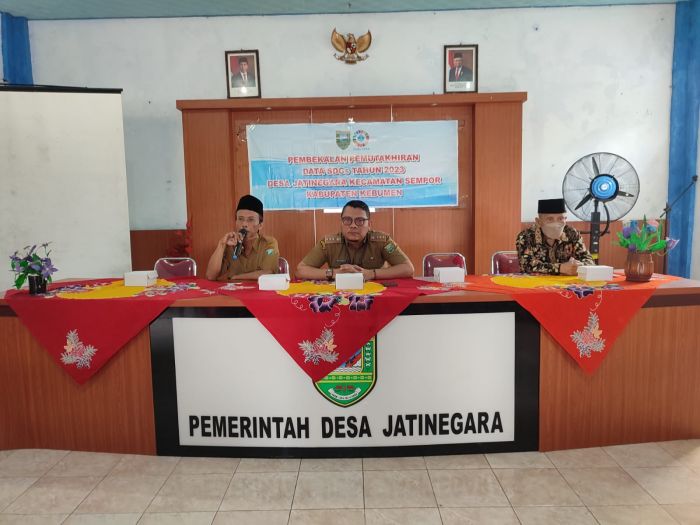 PEMBEKALAN PEMUTAKHIRAN
DATA SDGs TAHUN 2023
DESA JATINEGARA KECAMATAN SEMPOR
KABUPATEN KEBUMEN
PEMERINTAH DESA JATINEGARA